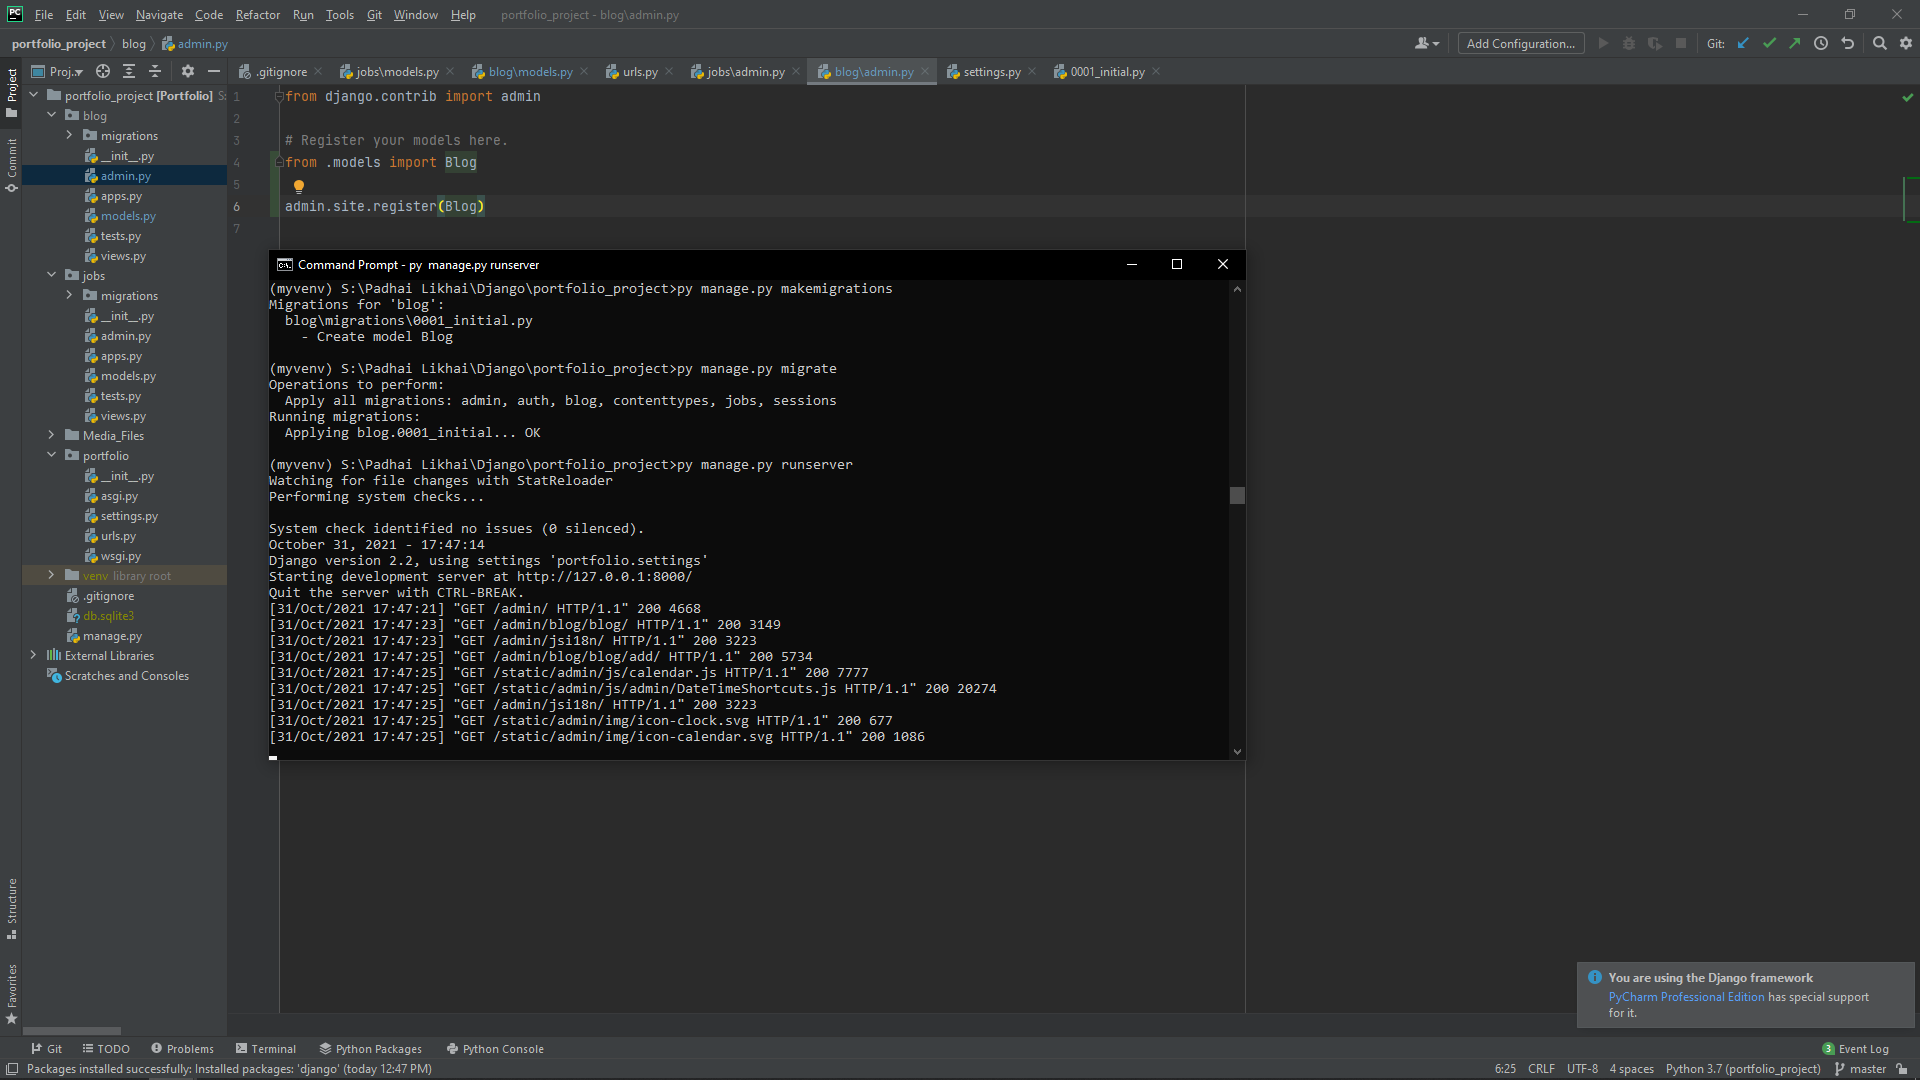 PC File Edit View Navigate Code Refactor Run Tools Git Window Help portfolio_project - blog\admin.py
portfolio_project blog admin.py Add Configuration... Git:
Proj... .gitignore jobs\models.py blog\models.py urls.py jobs\admin.py blog\admin.py settings.py 0001_initial.py
Project
Commit
Structure
Favorites
portfolio_project [Portfolio] S:
blog
migrations
__init__.py
admin.py
apps.py
models.py
tests.py
views.py
jobs
migrations
__init__.py
admin.py
apps.py
models.py
tests.py
views.py
Media_Files
portfolio
__init__.py
asgi.py
settings.py
urls.py
wsgi.py
venv library root
.gitignore
db.sqlite3
manage.py
External Libraries
Scratches and Consoles
1 from django.contrib import admin
2
3 # Register your models here.
4 from .models import Blog
5
6 admin.site.register(Blog)
7
Command Prompt - py manage.py runserver
(myvenv) S:\Padhai Likhai\Django\portfolio_project>py manage.py makemigrations
Migrations for 'blog':
blog\migrations\0001_initial.py
- Create model Blog
(myvenv) S:\Padhai Likhai\Django\portfolio_project>py manage.py migrate
Operations to perform:
Apply all migrations: admin, auth, blog, contenttypes, jobs, sessions
Running migrations:
Applying blog.0001_initial... OK
(myvenv) S:\Padhai Likhai\Django\portfolio_project>py manage.py runserver
Watching for file changes with StatReloader
Performing system checks...
System check identified no issues (0 silenced).
October 31, 2021 - 17:47:14
Django version 2.2, using settings 'portfolio.settings'
Starting development server at http://127.0.0.1:8000/
Quit the server with CTRL-BREAK.
[31/Oct/2021 17:47:21] "GET /admin/ HTTP/1.1" 200 4668
[31/Oct/2021 17:47:23] "GET /admin/blog/blog/ HTTP/1.1" 200 3149
[31/Oct/2021 17:47:23] "GET /admin/jsi18n/ HTTP/1.1" 200 3223
[31/Oct/2021 17:47:25] "GET /admin/blog/blog/add/ HTTP/1.1" 200 5734
[31/Oct/2021 17:47:25] "GET /static/admin/js/calendar.js HTTP/1.1" 200 7777
[31/Oct/2021 17:47:25] "GET /static/admin/js/admin/DateTimeShortcuts.js HTTP/1.1" 200 20274
[31/Oct/2021 17:47:25] "GET /admin/jsi18n/ HTTP/1.1" 200 3223
[31/Oct/2021 17:47:25] "GET /static/admin/img/icon-clock.svg HTTP/1.1" 200 677
[31/Oct/2021 17:47:25] "GET /static/admin/img/icon-calendar.svg HTTP/1.1" 200 1086
You are using the Django framework
PyCharm Professional Edition has special support
for it.
Git TODO Problems Terminal Python Packages Python Console 3 Event Log
Packages installed successfully: Installed packages: 'django' (today 12:47 PM) 6:25 CRLF UTF-8 4 spaces Python 3.7 (portfolio_project) master